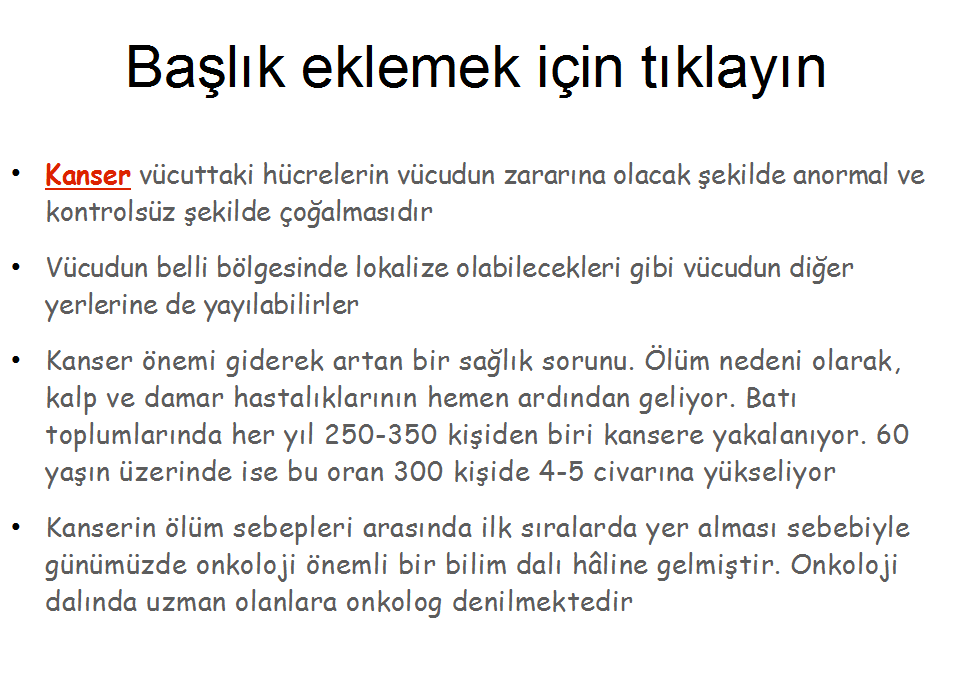 Başlık eklemek için tıklayın
• Kanser vücuttaki hücrelerin vücudun zararına olacak şekilde anormal ve
kontrolsüz şekilde çoğalmasıdır
• Vücudun belli bölgesinde lokalize olabilecekleri gibi vücudun diğer
yerlerine de yayılabilirler
• Kanser önemi giderek artan bir sağlık sorunu. Ölüm nedeni olarak,
kalp ve damar hastalıklarının hemen ardından geliyor. Batı
toplumlarında her yıl 250-350 kişiden biri kansere yakalanıyor. 60
yaşın üzerinde ise bu oran 300 kişide 4-5 civarına yükseliyor
• Kanserin ölüm sebepleri arasında ilk sıralarda yer alması sebebiyle
günümüzde onkoloji önemli bir bilim dalı hâline gelmiştir. Onkoloji
dalında uzman olanlara onkolog denilmektedir